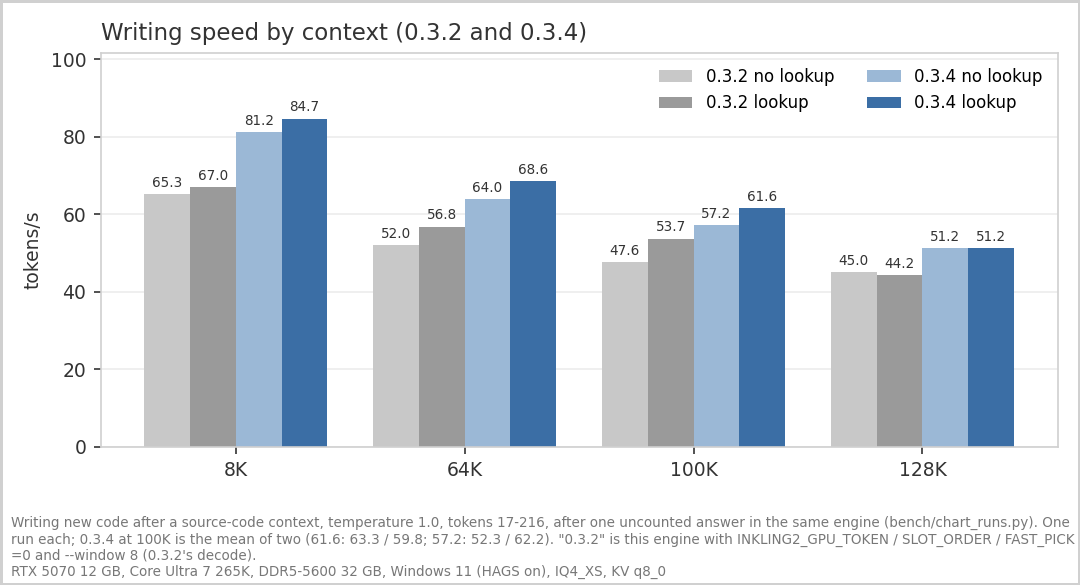 Writing speed by context (0.3.2 and 0.3.4)
0.3.2 no lookup
0.3.4 no lookup
0.3.2 lookup
0.3.4 lookup
tokens/s
100
80
60
40
20
0
65.3
67.0
81.2
84.7
52.0
56.8
64.0
68.6
47.6
53.7
57.2
61.6
45.0
44.2
51.2
51.2
8K
64K
100K
128K
Writing new code after a source-code context, temperature 1.0, tokens 17-216, after one uncounted answer in the same engine (bench/chart_runs.py). One
run each; 0.3.4 at 100K is the mean of two (61.6: 63.3 / 59.8; 57.2: 52.3 / 62.2). "0.3.2" is this engine with INKLING2_GPU_TOKEN / SLOT_ORDER / FAST_PICK
=0 and --window 8 (0.3.2's decode).
RTX 5070 12 GB, Core Ultra 7 265K, DDR5-5600 32 GB, Windows 11 (HAGS on), IQ4_XS, KV q8_0